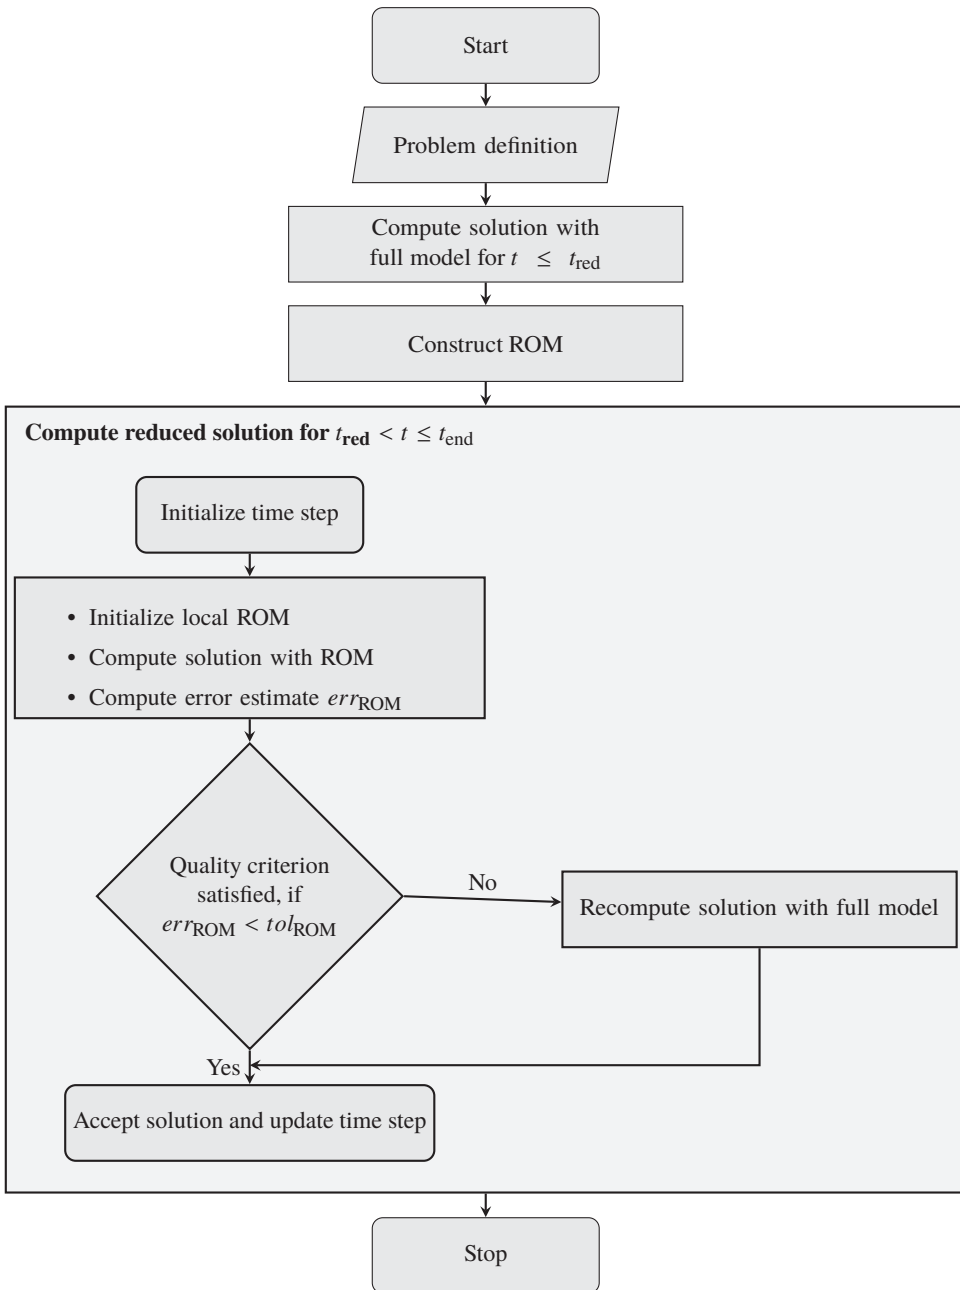 Start
Problem definition
Compute solution with
full model for t ≤ t_red
Construct ROM
Compute reduced solution for t_red < t ≤ t_end
Initialize time step
• Initialize local ROM
• Compute solution with ROM
• Compute error estimate err_ROM
Quality criterion
satisfied, if
err_ROM < tol_ROM
No
Recompute solution with full model
Yes
Accept solution and update time step
Stop